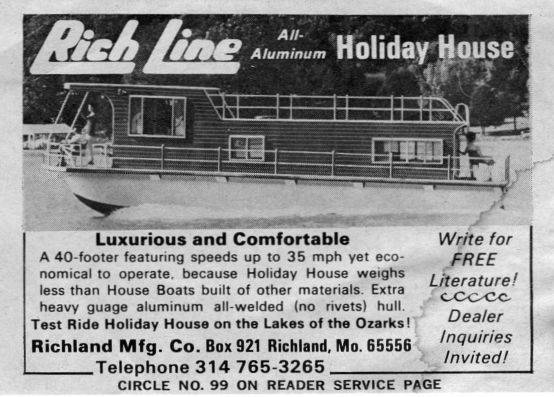 Rich Line All-Aluminum Holiday House
Luxurious and Comfortable
A 40-footer featuring speeds up to 35 mph yet eco-
nomical to operate, because Holiday House weighs
less than House Boats built of other materials. Extra
heavy guage aluminum all-welded (no rivets) hull.
Test Ride Holiday House on the Lakes of the Ozarks!
Richland Mfg. Co. Box 921 Richland, Mo. 65556
Telephone 314 765-3265
Write for
FREE
Literature!
Dealer
Inquiries
Invited!
CIRCLE NO. 99 ON READER SERVICE PAGE